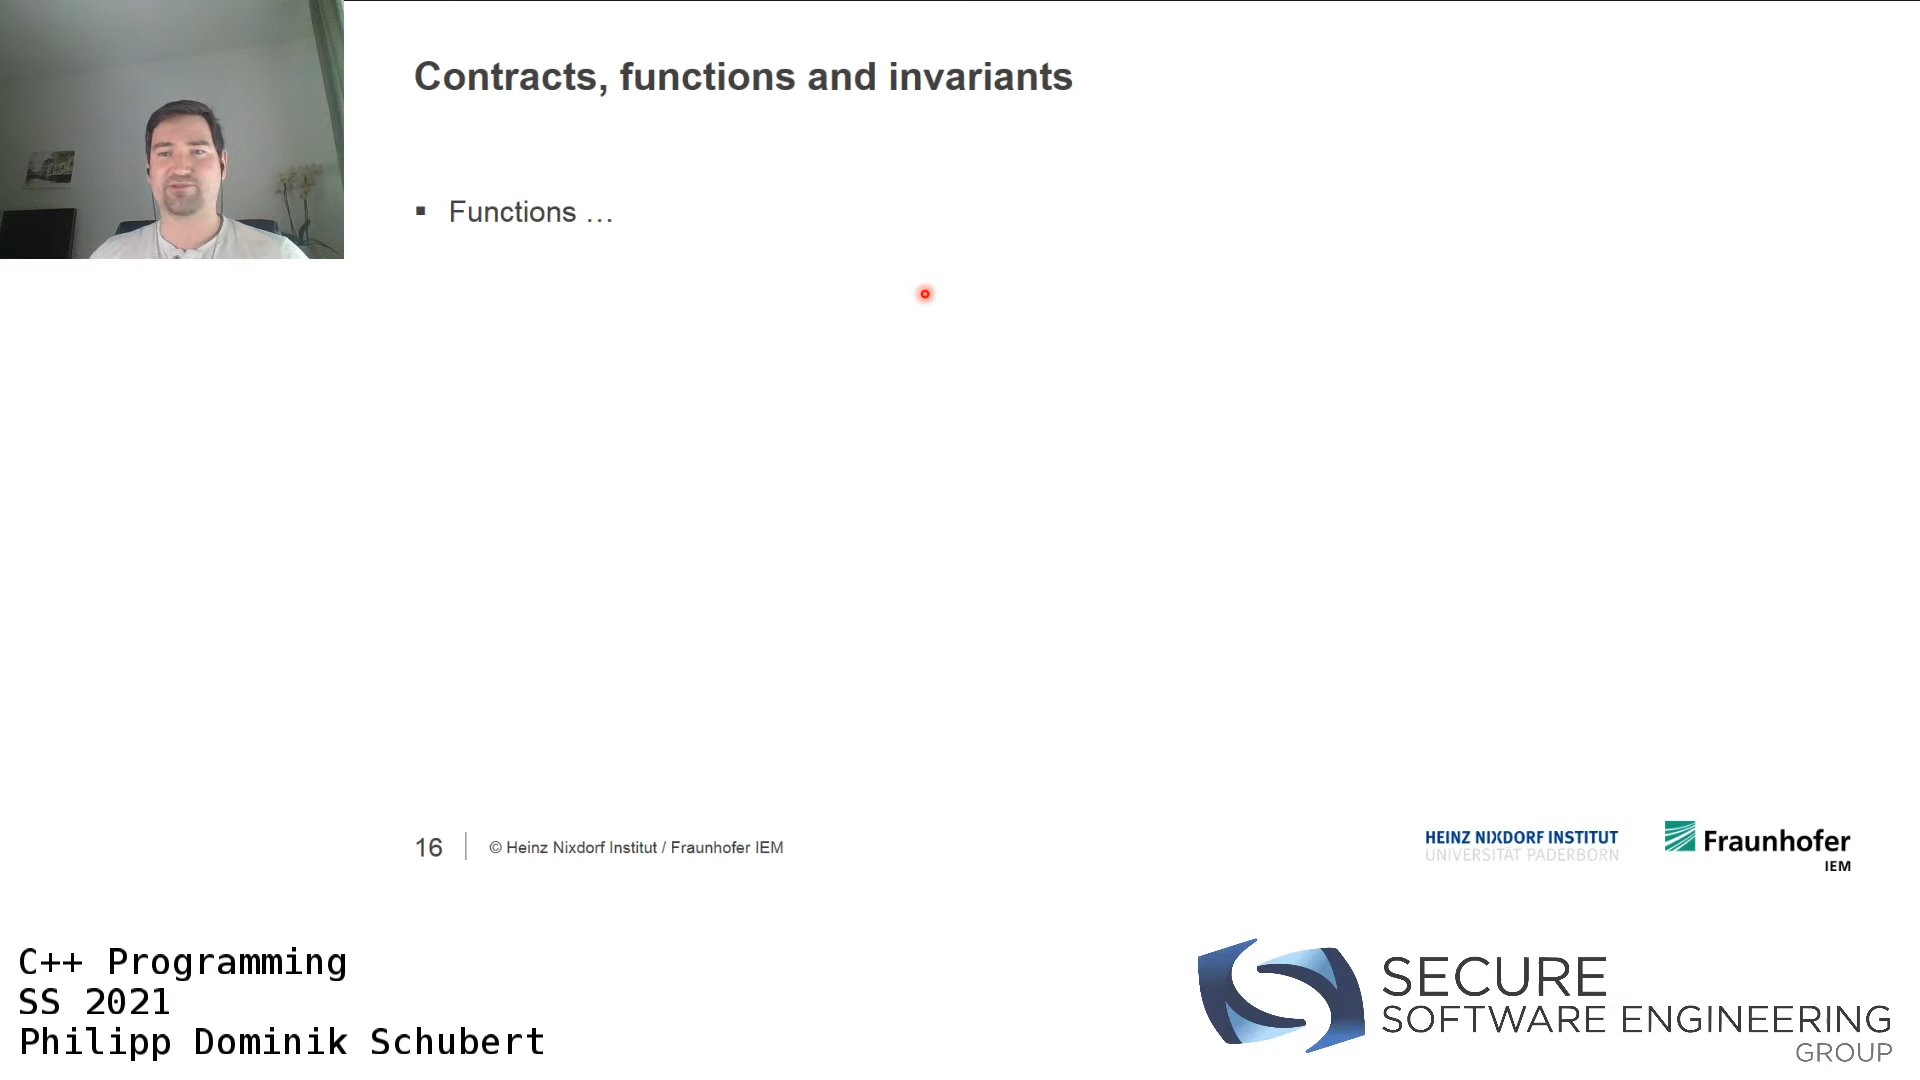 Contracts, functions and invariants
▪ Functions …
16 © Heinz Nixdorf Institut / Fraunhofer IEM
HEINZ NIXDORF INSTITUT
UNIVERSITÄT PADERBORN
Fraunhofer
IEM
C++ Programming
SS 2021
Philipp Dominik Schubert
SECURE
SOFTWARE ENGINEERING
GROUP